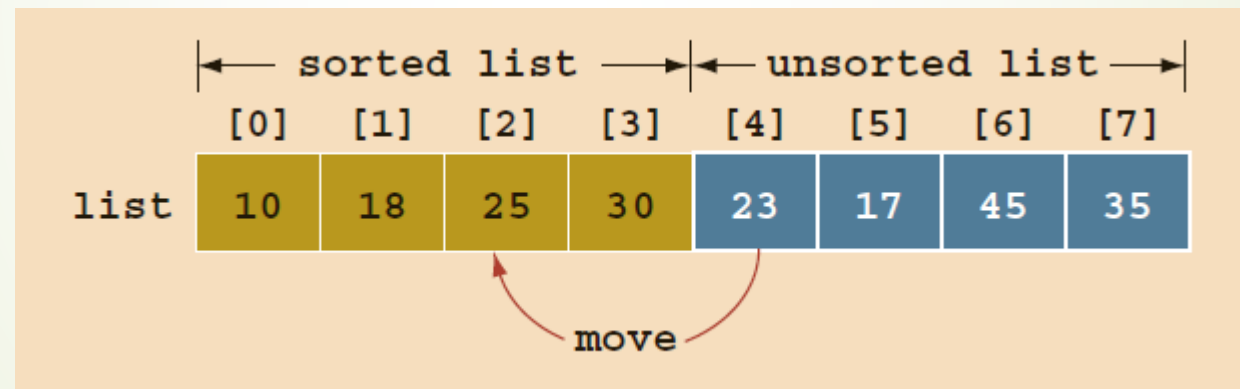 sorted list unsorted list
[0] [1] [2] [3] [4] [5] [6] [7]
list 10 18 25 30 23 17 45 35
move